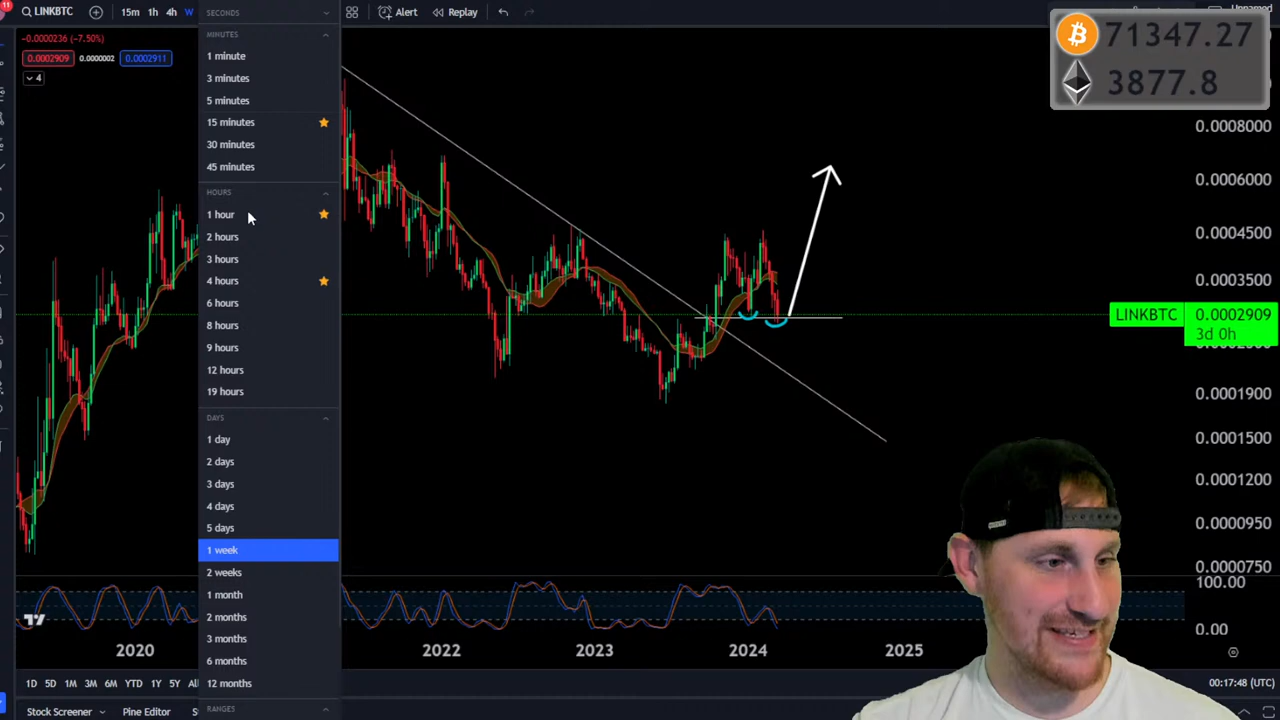 11
LINKBTC
15m 1h 4h W
SECONDS
Alert
Replay
Unnamed
−0.0000236 (−7.50%)
0.0002909 0.0000002 0.0002911
4
71347.27
3877.8
MINUTES
1 minute
3 minutes
5 minutes
15 minutes
30 minutes
45 minutes
HOURS
1 hour
2 hours
3 hours
4 hours
6 hours
8 hours
9 hours
12 hours
19 hours
DAYS
1 day
2 days
3 days
4 days
5 days
1 week
2 weeks
1 month
2 months
3 months
6 months
12 months
RANGES
0.0008000
0.0006000
0.0004500
0.0003500
LINKBTC 0.0002909
3d 0h
0.0001900
0.0001500
0.0001200
0.0000950
0.0000750
100.00
0.00
2020 2022 2023 2024 2025
1D 5D 1M 3M 6M YTD 1Y 5Y
00:17:48 (UTC)
Stock Screener Pine Editor